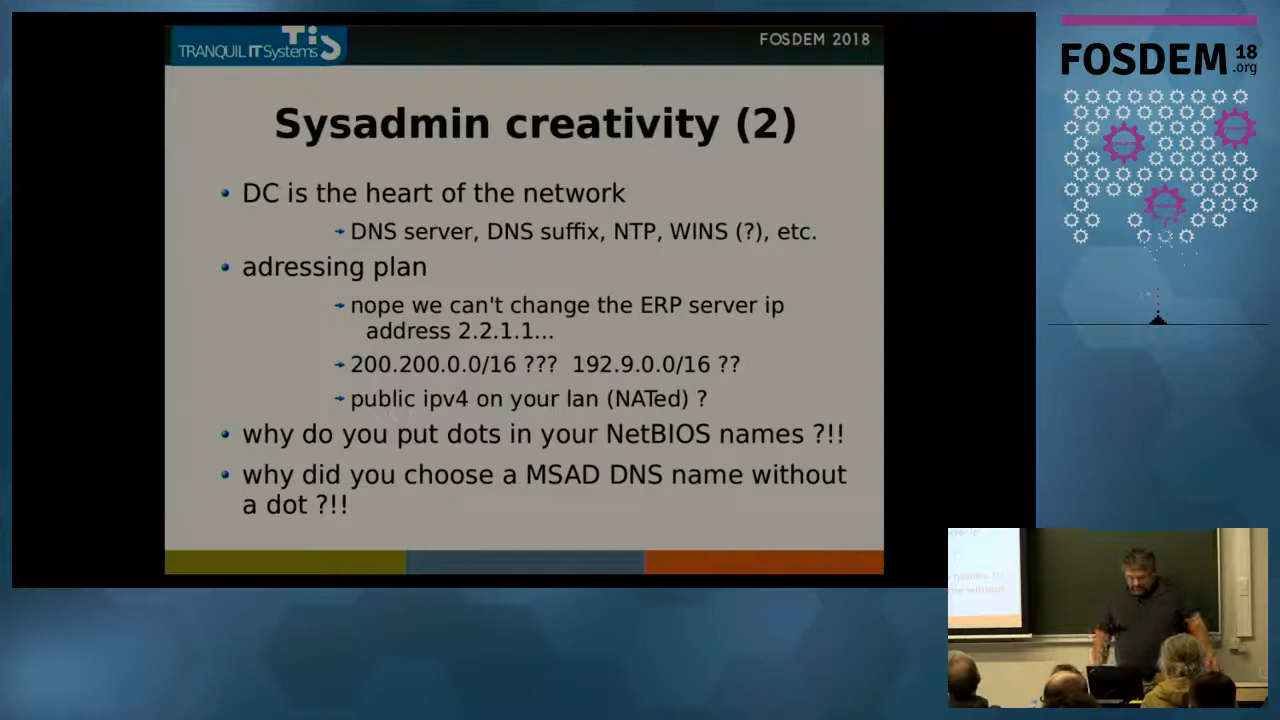 TRANQUIL IT Systems TIS
FOSDEM 2018
Sysadmin creativity (2)
DC is the heart of the network
DNS server, DNS suffix, NTP, WINS (?), etc.
adressing plan
nope we can't change the ERP server ip
address 2.2.1.1...
200.200.0.0/16 ??? 192.9.0.0/16 ??
public ipv4 on your lan (NATed) ?
why do you put dots in your NetBIOS names ?!!
why did you choose a MSAD DNS name without
a dot ?!!
FOSDEM 18
.org